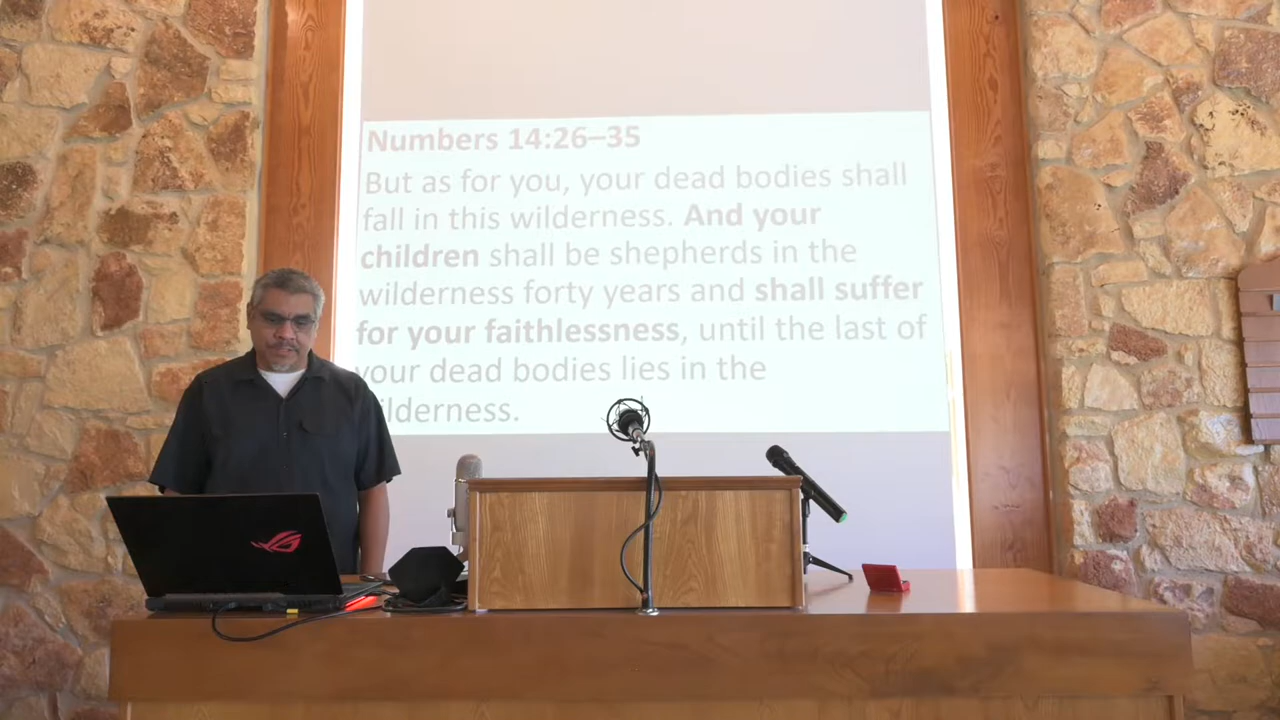 Numbers 14:26–35
But as for you, your dead bodies shall
fall in this wilderness. And your
children shall be shepherds in the
wilderness forty years and shall suffer
for your faithlessness, until the last of
your dead bodies lies in the
ilderness.